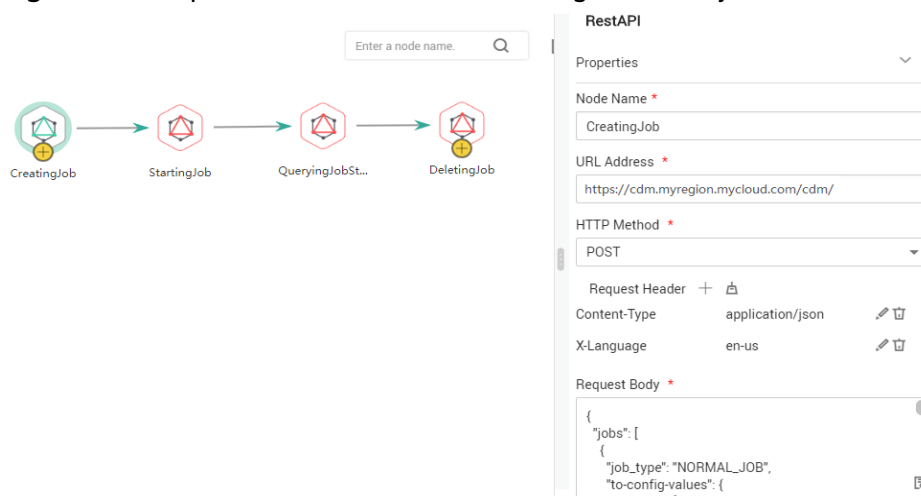 RestAPI
Enter a node name.
Properties
Node Name *
CreatingJob
URL Address *
https://cdm.myregion.mycloud.com/cdm/
HTTP Method *
POST
Request Header
Content-Type application/json
X-Language en-us
Request Body *
{
"jobs": [
{
"job_type": "NORMAL_JOB",
"to-config-values": {
CreatingJob
StartingJob
QueryingJobSt...
DeletingJob